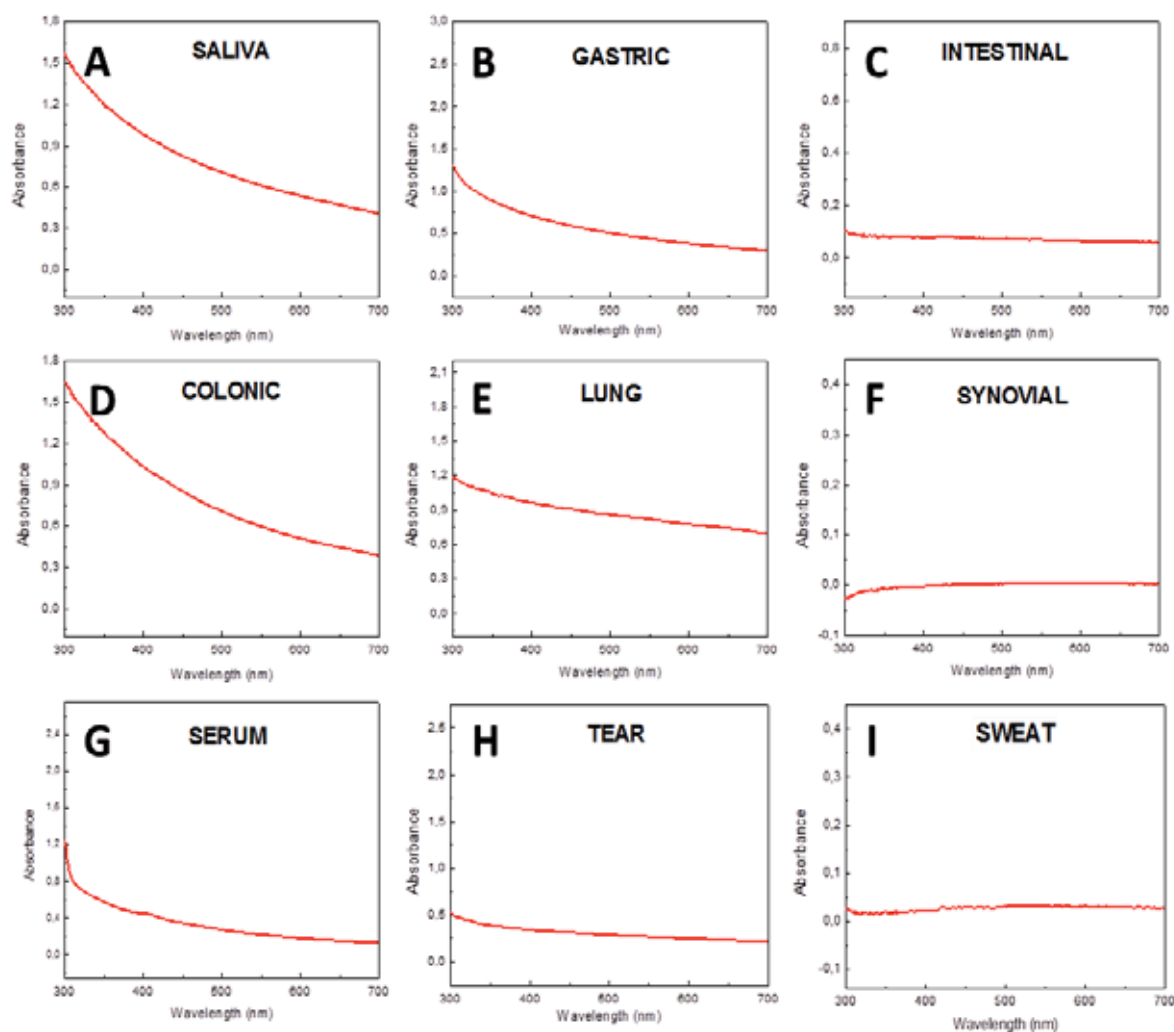 A
SALIVA
1,8
1,5
1,2
0,9
0,6
0,3
0,0
Absorbance
300 400 500 600 700
Wavelength (nm)
B
GASTRIC
3,0
2,5
2,0
1,5
1,0
0,5
0,0
Absorbance
300 400 500 600 700
Wavelength (nm)
C
INTESTINAL
0,8
0,6
0,4
0,2
0,0
Absorbance
300 400 500 600 700
Wavelength (nm)
D
COLONIC
1,8
1,5
1,2
0,9
0,6
0,3
0,0
Absorbance
300 400 500 600 700
Wavelength (nm)
E
LUNG
2,1
1,8
1,5
1,2
0,9
0,6
0,3
0,0
Absorbance
300 400 500 600 700
Wavelength (nm)
F
SYNOVIAL
0,4
0,3
0,2
0,1
0,0
-0,1
Absorbance
300 400 500 600 700
Wavelength (nm)
G
SERUM
2,4
2,0
1,6
1,2
0,8
0,4
0,0
Absorbance
300 400 500 600 700
Wavelength (nm)
H
TEAR
2,5
2,0
1,5
1,0
0,5
0,0
Absorbance
300 400 500 600 700
Wavelength (nm)
I
SWEAT
0,4
0,3
0,2
0,1
0,0
-0,1
Absorbance
300 400 500 600 700
Wavelength (nm)